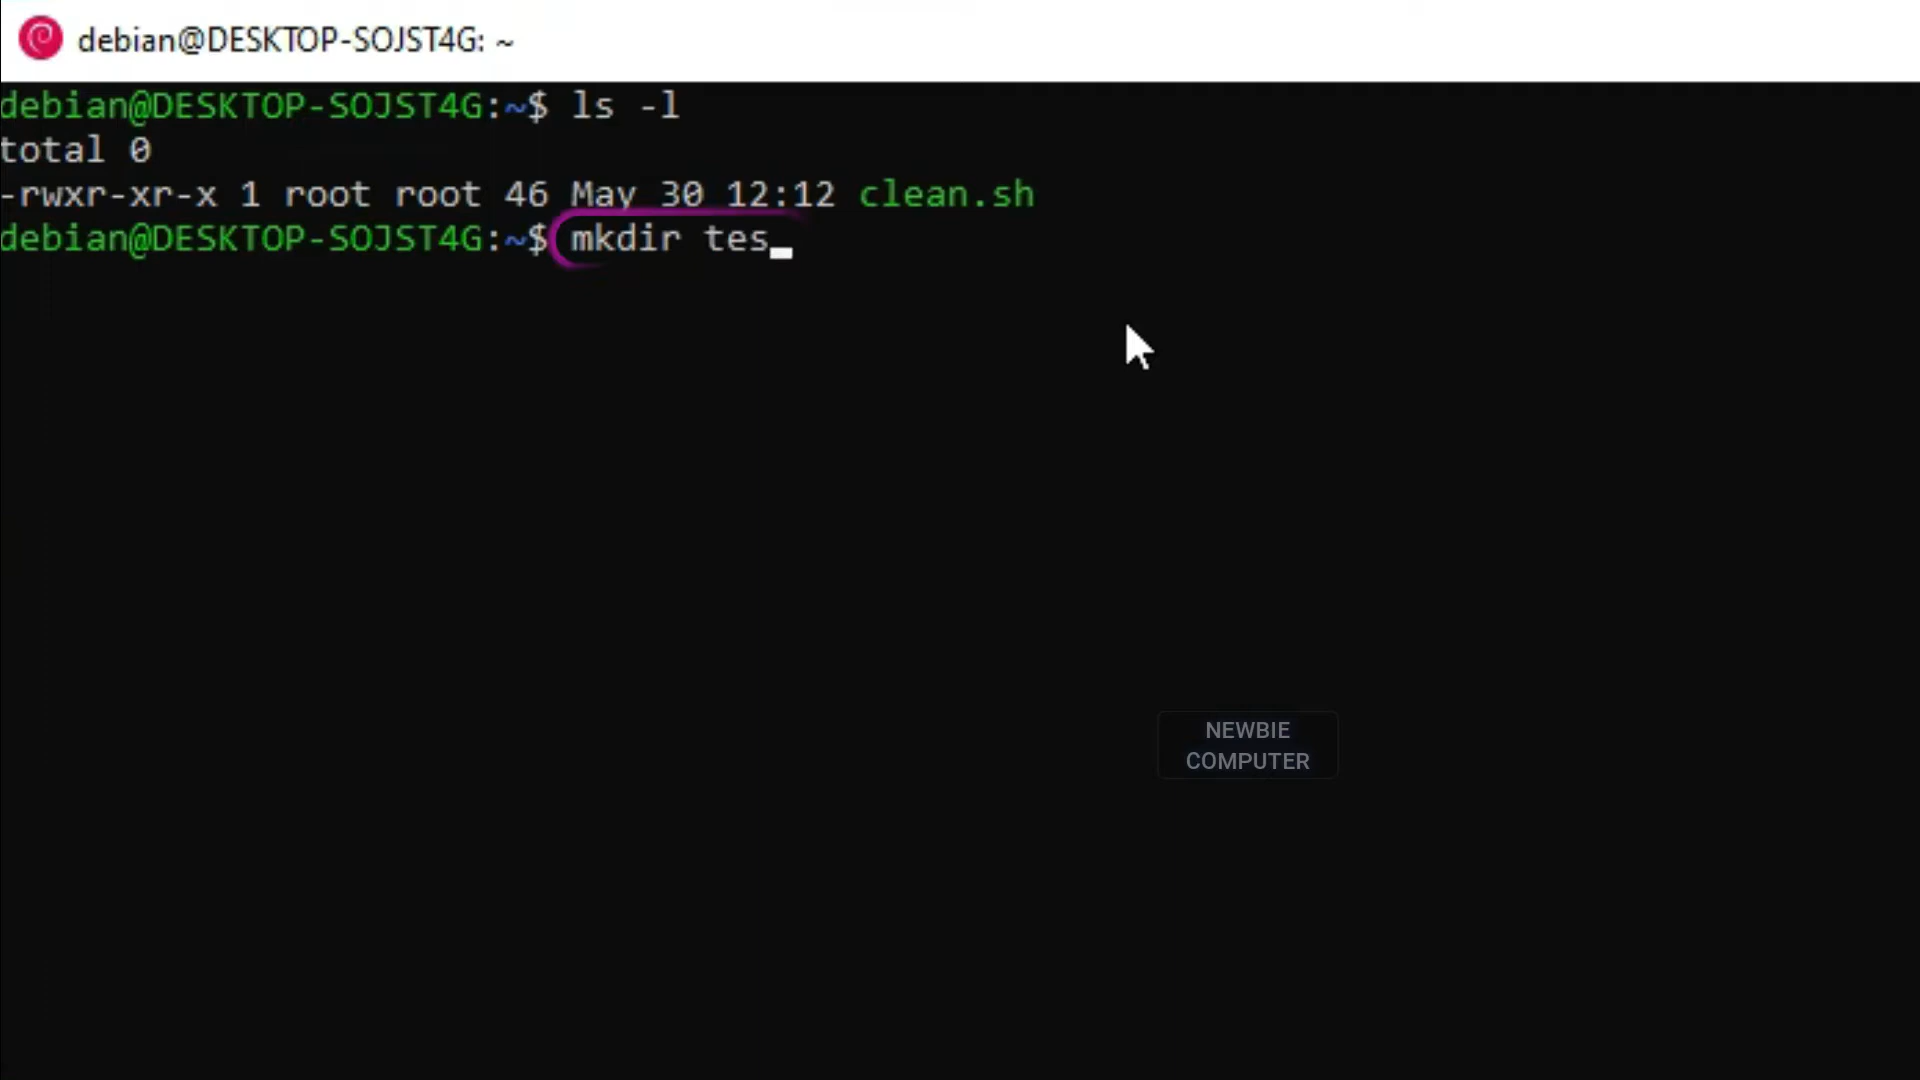 debian@DESKTOP-SOJST4G: ~
debian@DESKTOP-SOJST4G:~$ ls -l
total 0
-rwxr-xr-x 1 root root 46 May 30 12:12 clean.sh
debian@DESKTOP-SOJST4G:~$ mkdir tes
NEWBIE
COMPUTER